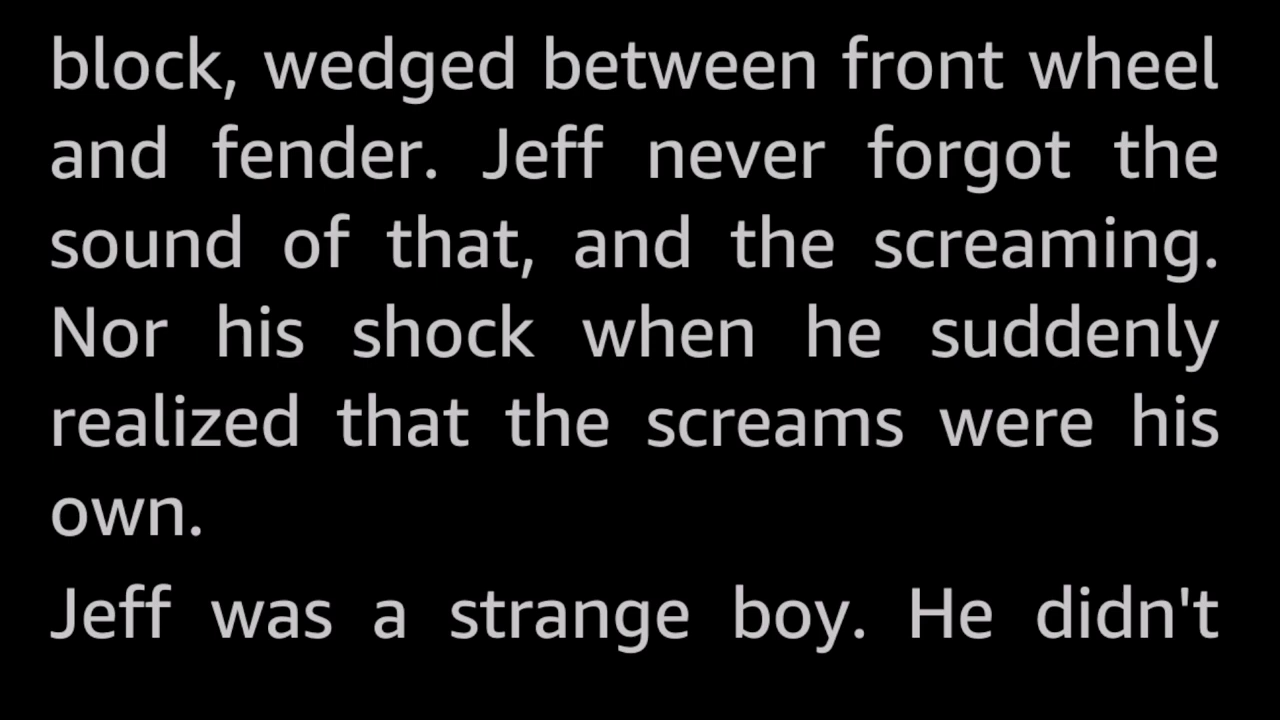 block, wedged between front wheel
and fender. Jeff never forgot the
sound of that, and the screaming.
Nor his shock when he suddenly
realized that the screams were his
own.
Jeff was a strange boy. He didn't